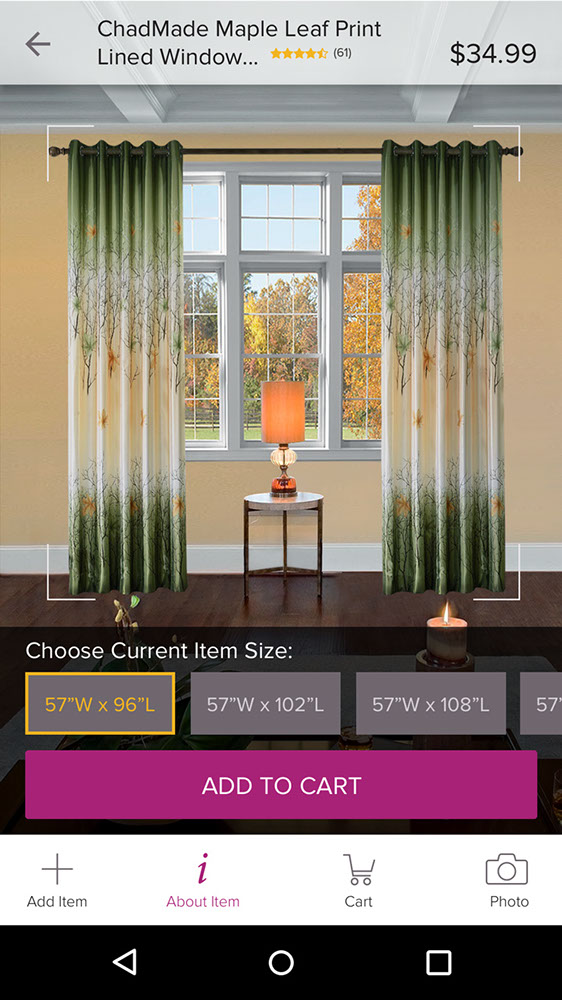 ChadMade Maple Leaf Print
Lined Window... (61)
$34.99
Choose Current Item Size:
57”W x 96”L
57”W x 102”L
57”W x 108”L
57”
ADD TO CART
Add Item
About Item
Cart
Photo